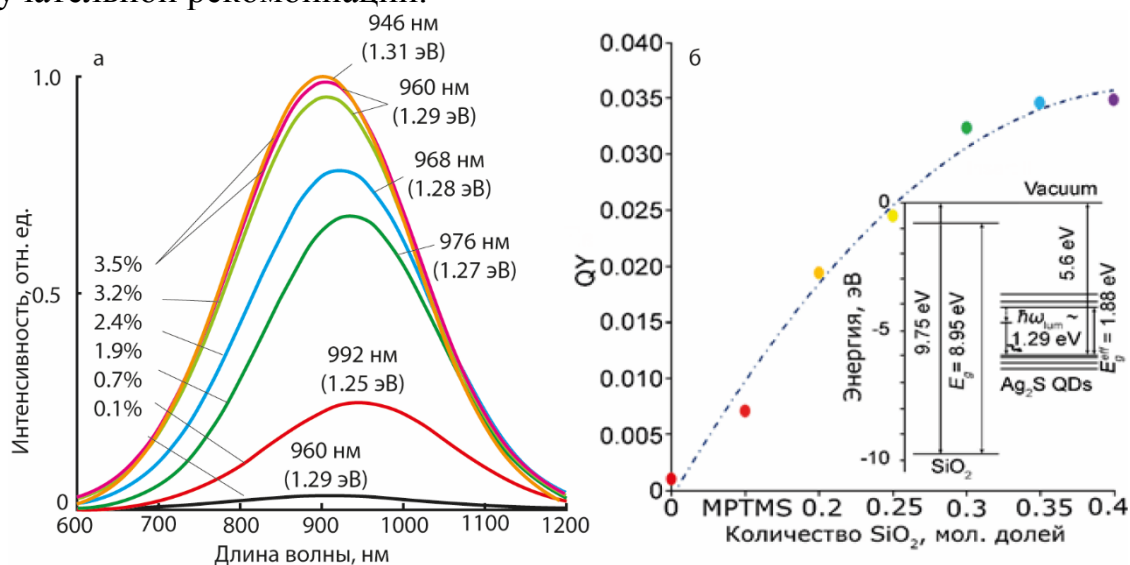 учательной рекомбинации.
а
946 нм
(1.31 эВ)
960 нм
(1.29 эВ)
968 нм
(1.28 эВ)
976 нм
(1.27 эВ)
992 нм
(1.25 эВ)
960 нм
(1.29 эВ)
3.5%
3.2%
2.4%
1.9%
0.7%
0.1%
Интенсивность, отн. ед.
1.0
0.5
0
600 700 800 900 1000 1100 1200
Длина волны, нм
б
QY
0.040
0.035
0.030
0.025
0.020
0.015
0.010
0.005
0
0 MPTMS 0.2 0.25 0.3 0.35 0.4
Количество SiO₂, мол. долей
Vacuum
Энергия, эВ
0
-5
-10
9.75 eV
E_g = 8.95 eV
SiO₂
5.6 eV
ħω_lum ~
1.29 eV
E_g^eff = 1.88 eV
Ag₂S QDs